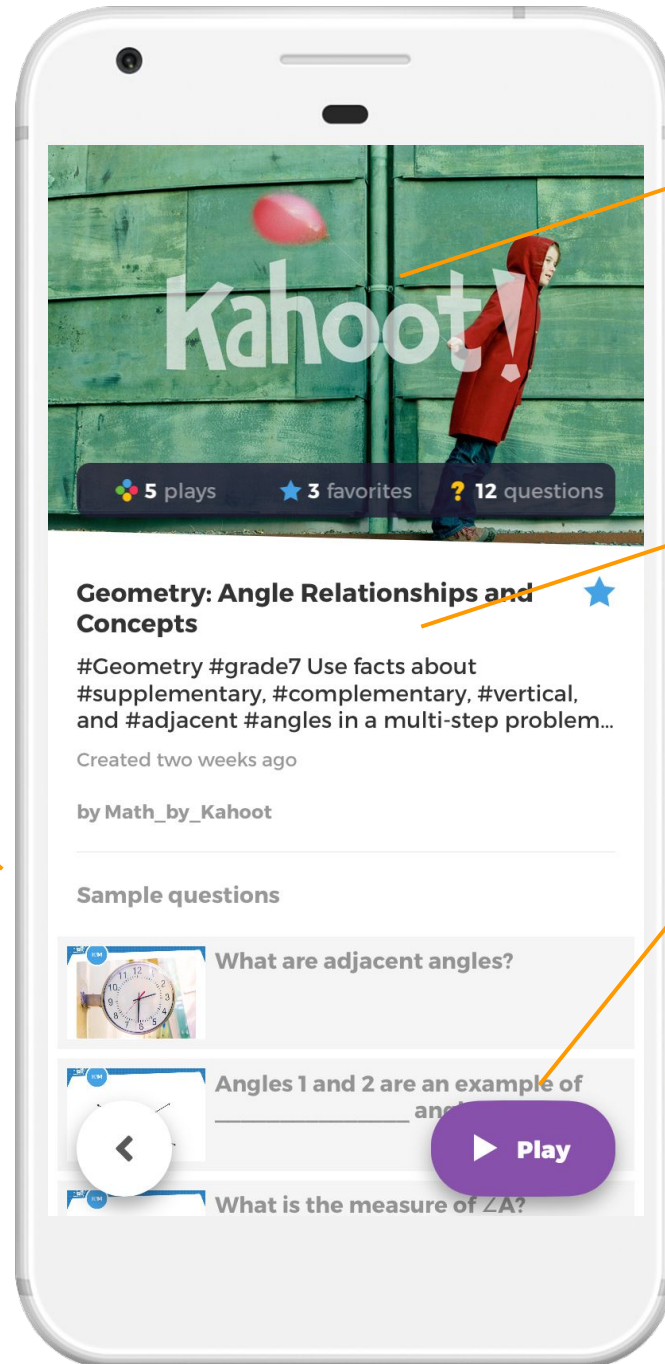 Kahoot!
5 plays
3 favorites
? 12 questions
Geometry: Angle Relationships and
Concepts
#Geometry #grade7 Use facts about
#supplementary, #complementary, #vertical,
and #adjacent #angles in a multi-step problem...
Created two weeks ago
by Math_by_Kahoot
Sample questions
What are adjacent angles?
Angles 1 and 2 are an example of
What is the measure of ∠A?
Play